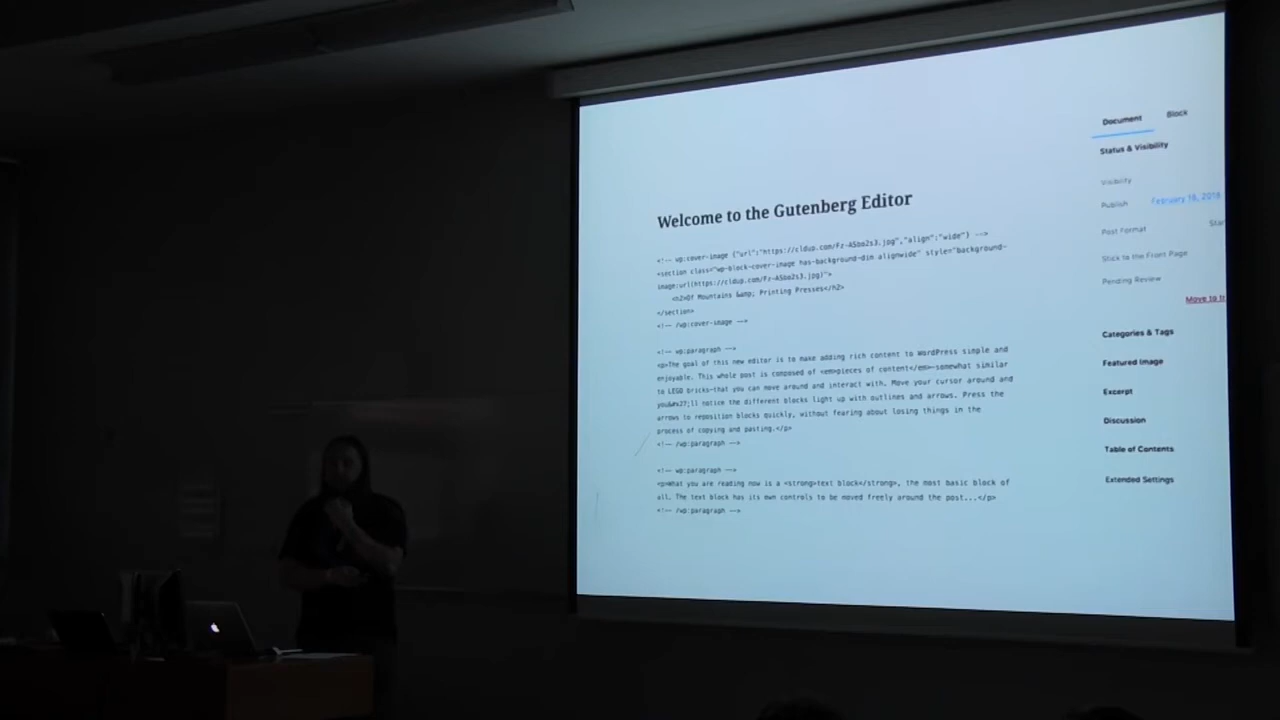 Document Block
Status & Visibility
Visibility
Publish February 16, 2018
Post Format
Stick to the Front Page
Pending Review
Move to
Categories & Tags
Featured Image
Excerpt
Discussion
Table of Contents
Extended Settings
Welcome to the Gutenberg Editor
<!-- wp:cover-image {"url":"https://cldup.com/Fz-ASbo2s3.jpg","align":"wide"} -->
<section class="wp-block-cover-image has-background-dim alignwide" style="background-
image:url(https://cldup.com/Fz-ASbo2s3.jpg)">
<h2>Of Mountains &amp; Printing Presses</h2>
</section>
<!-- /wp:cover-image -->
<!-- wp:paragraph -->
<p>The goal of this new editor is to make adding rich content to WordPress simple and
enjoyable. This whole post is composed of <em>pieces of content</em>—somewhat similar
to LEGO bricks—that you can move around and interact with. Move your cursor around and
you&#x27;ll notice the different blocks light up with outlines and arrows. Press the
arrows to reposition blocks quickly, without fearing about losing things in the
process of copying and pasting.</p>
<!-- /wp:paragraph -->
<!-- wp:paragraph -->
<p>What you are reading now is a <strong>text block</strong>, the most basic block of
all. The text block has its own controls to be moved freely around the post...</p>
<!-- /wp:paragraph -->